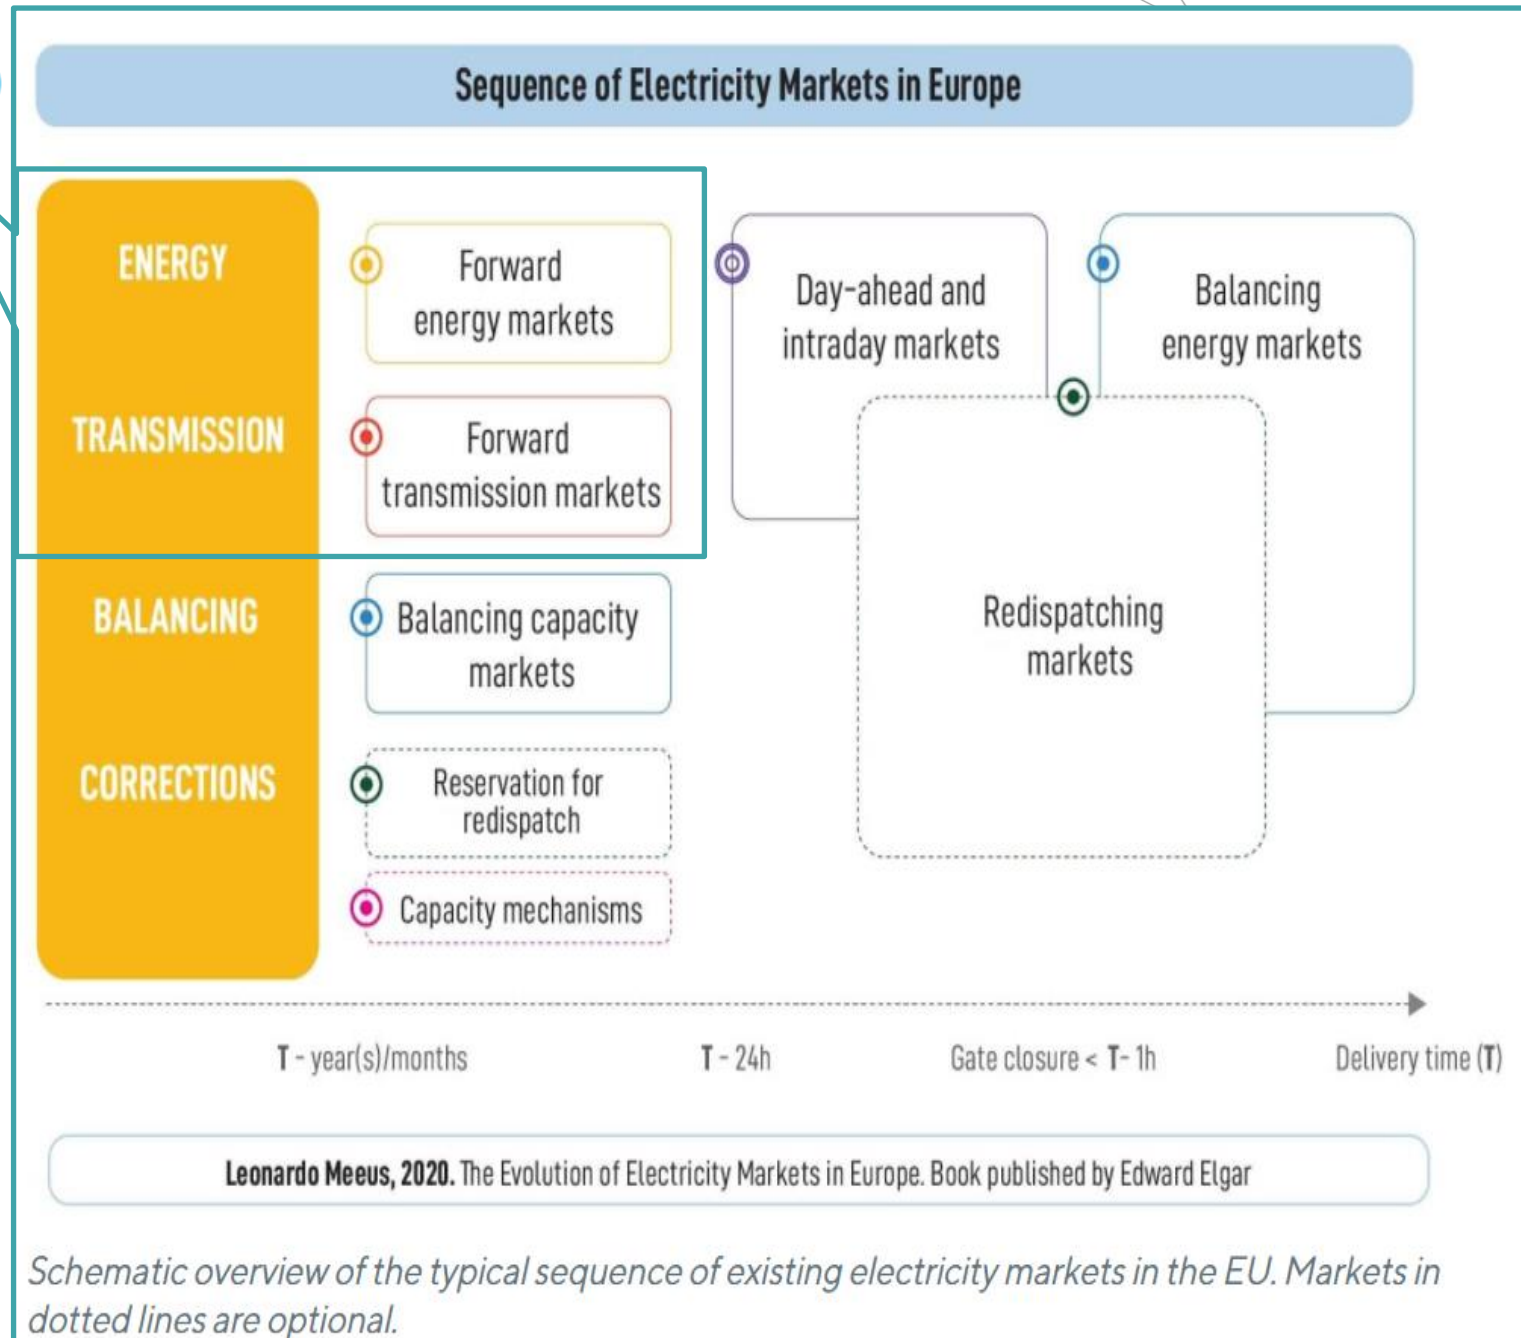 Sequence of Electricity Markets in Europe
ENERGY
TRANSMISSION
BALANCING
CORRECTIONS
Forward
energy markets
Forward
transmission markets
Balancing capacity
markets
Reservation for
redispatch
Capacity mechanisms
Day-ahead and
intraday markets
Balancing
energy markets
Redispatching
markets
T - year(s)/months
T - 24h
Gate closure < T- 1h
Delivery time (T)
Leonardo Meeus, 2020. The Evolution of Electricity Markets in Europe. Book published by Edward Elgar
Schematic overview of the typical sequence of existing electricity markets in the EU. Markets in
dotted lines are optional.